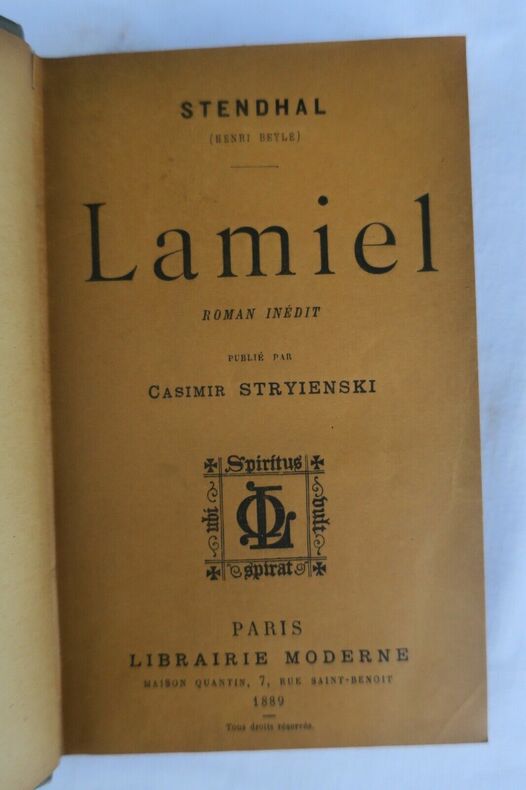 STENDHAL
(HENRI BEYLE)
Lamiel
ROMAN INÉDIT
PUBLIÉ PAR
CASIMIR STRYIENSKI
Spiritus
ubi
vult
spirat
PARIS
LIBRAIRIE MODERNE
MAISON QUANTIN, 7, RUE SAINT-BENOIT
1889
Tous droits réservés.